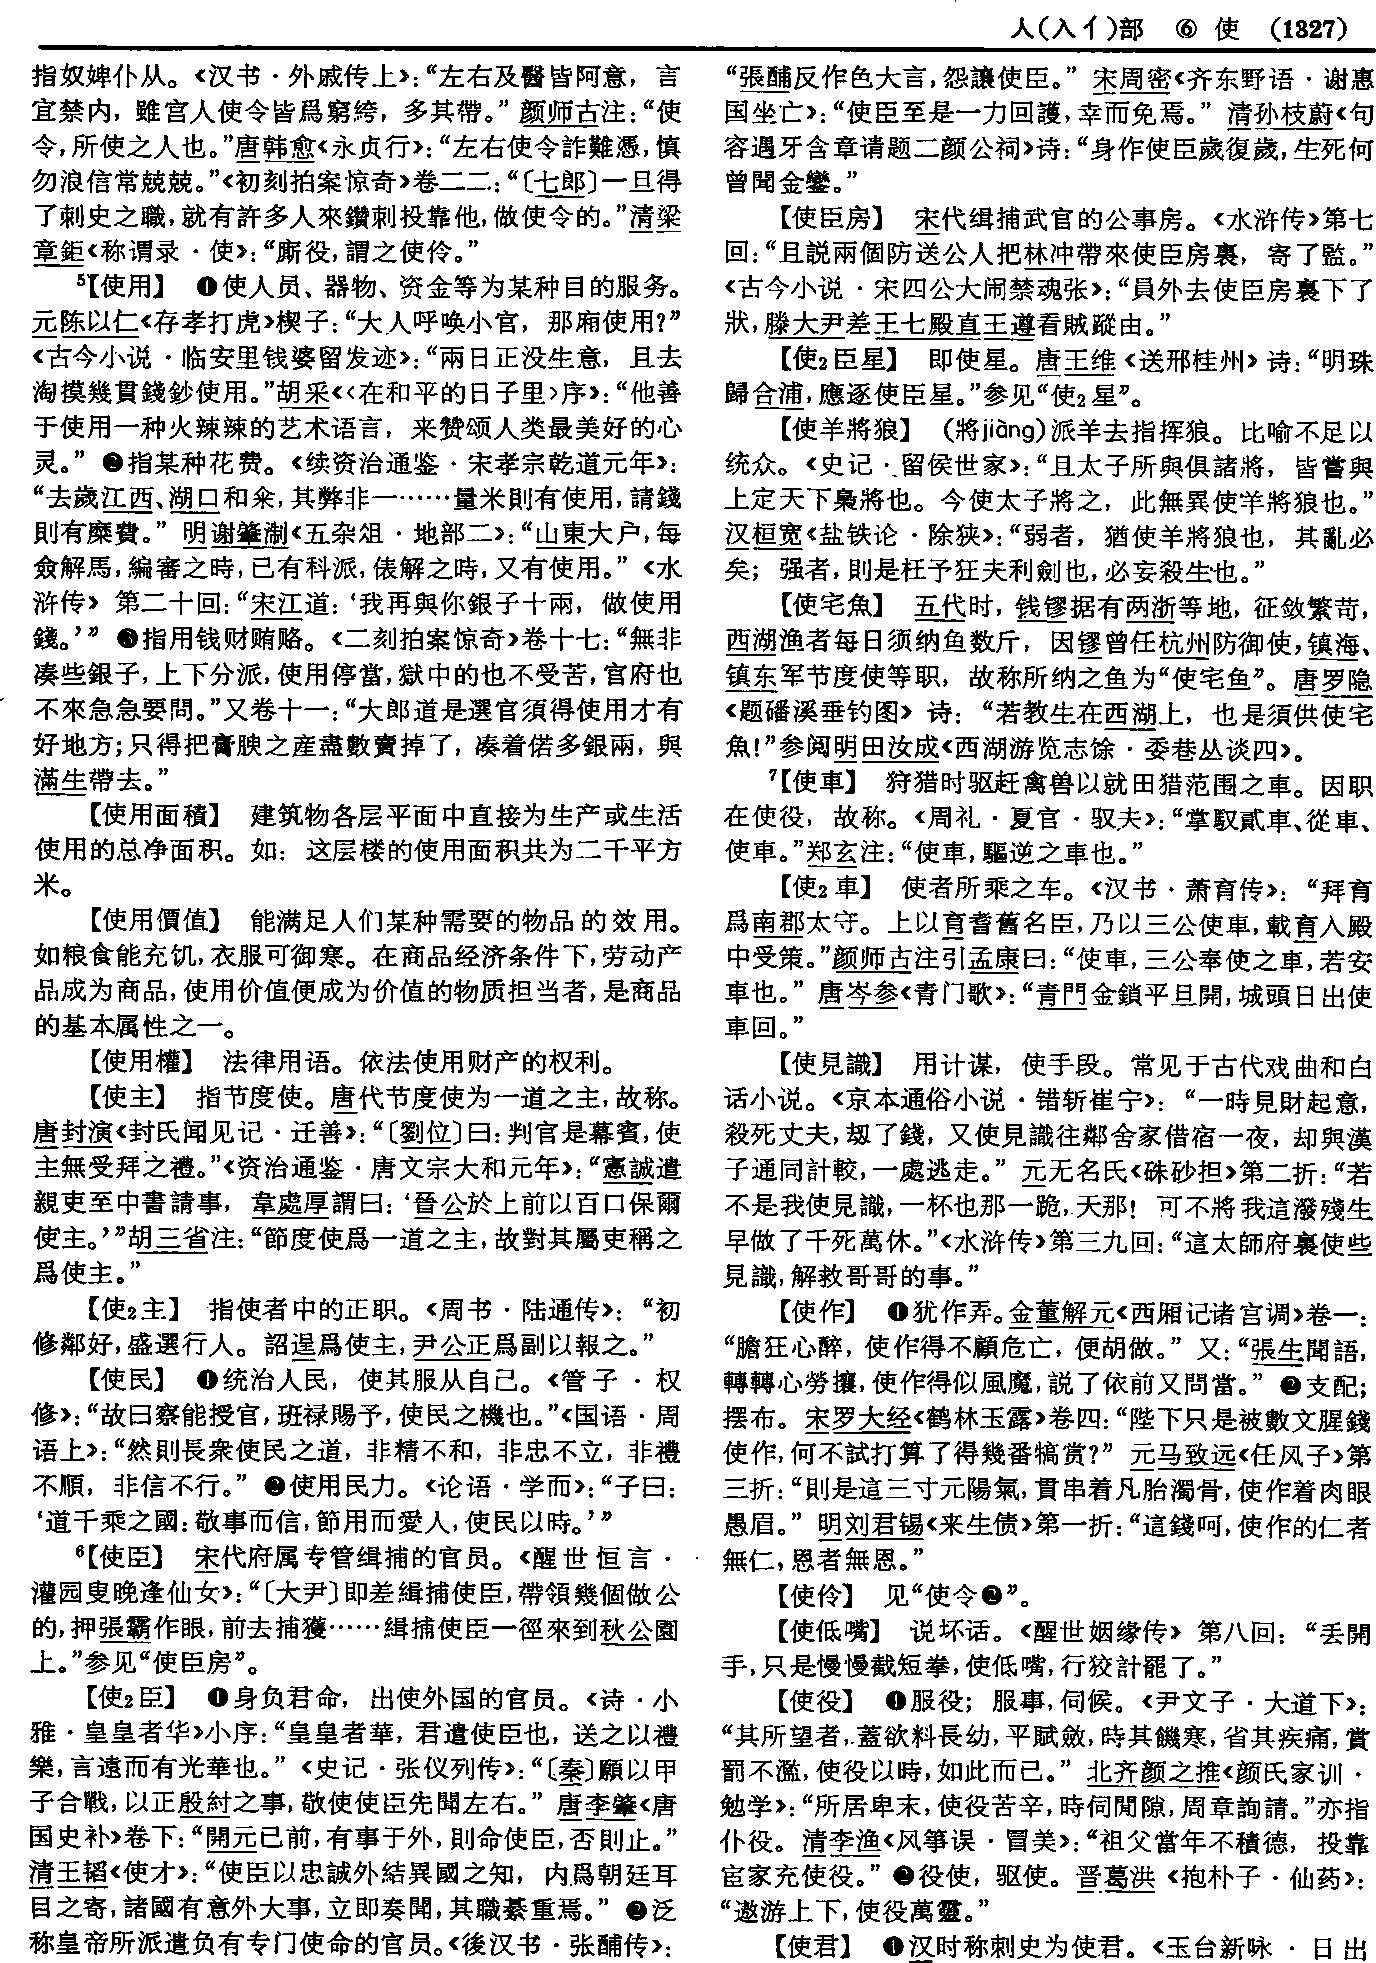 人(入亻)部 ⑥ 使 (1327)
指奴婢仆从。《汉书·外戚传上》：“左右及醫皆阿意，言
宜禁内，雖宫人使令皆爲窮絝，多其帶。”颜师古注：“使
令，所使之人也。”唐韩愈《永贞行》：“左右使令詐難憑，慎
勿浪信常兢兢。”《初刻拍案惊奇》卷二二：“〔七郎〕一旦得
了刺史之職，就有許多人來鑽刺投靠他，做使令的。”清梁
章鉅《称谓录·使》：“廝役，謂之使伶。”
⁵【使用】 ❶使人员、器物、资金等为某种目的服务。
元陈以仁《存孝打虎》楔子：“大人呼唤小官，那厢使用？”
《古今小说·临安里钱婆留发迹》：“兩日正没生意，且去
淘摸幾貫錢鈔使用。”胡采《〈在和平的日子里〉序》：“他善
于使用一种火辣辣的艺术语言，来赞颂人类最美好的心
灵。” ❷指某种花费。《续资治通鉴·宋孝宗乾道元年》：
“去歲江西、湖口和籴，其弊非一……量米則有使用，請錢
則有糜費。” 明谢肇淛《五杂俎·地部二》：“山東大户，每
僉解馬，編審之時，已有科派，俵解之時，又有使用。”《水
浒传》第二十回：“宋江道：‘我再與你銀子十兩，做使用
錢。’” ❸指用钱财贿赂。《二刻拍案惊奇》卷十七：“無非
凑些銀子，上下分派，使用停當，獄中的也不受苦，官府也
不來急急要問。”又卷十一：“大郎道是選官須得使用才有
好地方；只得把膏腴之産盡數賣掉了，凑着偌多銀兩，與
滿生帶去。”
【使用面積】 建筑物各层平面中直接为生产或生活
使用的总净面积。如：这层楼的使用面积共为二千平方
米。
【使用價值】 能满足人们某种需要的物品的效用。
如粮食能充饥，衣服可御寒。在商品经济条件下，劳动产
品成为商品，使用价值便成为价值的物质担当者，是商品
的基本属性之一。
【使用權】 法律用语。依法使用财产的权利。
【使主】 指节度使。唐代节度使为一道之主，故称。
唐封演《封氏闻见记·迁善》：“〔劉位〕曰：判官是幕賓，使
主無受拜之禮。”《资治通鉴·唐文宗大和元年》：“憲誠遣
親吏至中書請事，韋處厚謂曰：‘晉公於上前以百口保爾
使主。’”胡三省注：“節度使爲一道之主，故對其屬吏稱之
爲使主。”
【使₂主】 指使者中的正职。《周书·陆通传》：“初
修鄰好，盛選行人。詔逞爲使主，尹公正爲副以報之。”
【使民】 ❶统治人民，使其服从自己。《管子·权
修》：“故曰察能授官，班禄賜予，使民之機也。”《国语·周
语上》：“然則長衆使民之道，非精不和，非忠不立，非禮
不順，非信不行。” ❷使用民力。《论语·学而》：“子曰：
‘道千乘之國：敬事而信，節用而愛人，使民以時。’”
⁶【使臣】 宋代府属专管缉捕的官员。《醒世恒言·
灌园叟晚逢仙女》：“〔大尹〕即差緝捕使臣，帶領幾個做公
的，押張霸作眼，前去捕獲……緝捕使臣一徑來到秋公園
上。”参见“使臣房”。
【使₂臣】 ❶身负君命，出使外国的官员。《诗·小
雅·皇皇者华》小序：“皇皇者華，君遣使臣也，送之以禮
樂，言遠而有光華也。”《史记·张仪列传》：“〔秦〕願以甲
子合戰，以正殷紂之事，敬使使臣先聞左右。” 唐李肇《唐
国史补》卷下：“開元已前，有事于外，則命使臣，否則止。”
清王韬《使才》：“使臣以忠誠外結異國之知，内爲朝廷耳
目之寄，諸國有意外大事，立即奏聞，其職綦重焉。” ❷泛
称皇帝所派遣负有专门使命的官员。《後汉书·张酺传》：
“張酺反作色大言，怨讓使臣。” 宋周密《齐东野语·谢惠
国坐亡》：“使臣至是一力回護，幸而免焉。” 清孙枝蔚《句
容遇牙含章请题二颜公祠》诗：“身作使臣歲復歲，生死何
曾聞金鑾。”
【使臣房】 宋代缉捕武官的公事房。《水浒传》第七
回：“且説兩個防送公人把林冲帶來使臣房裏，寄了監。”
《古今小说·宋四公大闹禁魂张》：“員外去使臣房裏下了
狀，滕大尹差王七殿直王遵看賊蹤由。”
【使₂臣星】 即使星。唐王维《送邢桂州》诗：“明珠
歸合浦，應逐使臣星。”参见“使₂星”。
【使羊將狼】 （將jiàng）派羊去指挥狼。比喻不足以
统众。《史记·留侯世家》：“且太子所與俱諸將，皆嘗與
上定天下梟將也。今使太子將之，此無異使羊將狼也。”
汉桓宽《盐铁论·除狭》：“弱者，猶使羊將狼也，其亂必
矣；强者，則是枉予狂夫利劍也，必妄殺生也。”
【使宅魚】 五代时，钱镠据有两浙等地，征敛繁苛，
西湖渔者每日须纳鱼数斤，因镠曾任杭州防御使，镇海、
镇东军节度使等职，故称所纳之鱼为“使宅鱼”。唐罗隐
《题磻溪垂钓图》诗：“若教生在西湖上，也是須供使宅
魚！”参阅明田汝成《西湖游览志馀·委巷丛谈四》。
⁷【使車】 狩猎时驱赶禽兽以就田猎范围之車。因职
在使役，故称。《周礼·夏官·驭夫》：“掌馭貳車、從車、
使車。”郑玄注：“使車，驅逆之車也。”
【使₂車】 使者所乘之车。《汉书·萧育传》：“拜育
爲南郡太守。上以育耆舊名臣，乃以三公使車，載育入殿
中受策。”颜师古注引孟康曰：“使車，三公奉使之車，若安
車也。” 唐岑参《青门歌》：“青門金鎖平旦開，城頭日出使
車回。”
【使見識】 用计谋，使手段。常见于古代戏曲和白
话小说。《京本通俗小说·错斩崔宁》：“一時見財起意，
殺死丈夫，刼了錢，又使見識往鄰舍家借宿一夜，却與漢
子通同計較，一處逃走。” 元无名氏《硃砂担》第二折：“若
不是我使見識，一杯也那一跪，天那！可不將我這潑殘生
早做了千死萬休。”《水浒传》第三九回：“這太師府裏使些
見識，解救哥哥的事。”
【使作】 ❶犹作弄。金董解元《西厢记诸宫调》卷一：
“膽狂心醉，使作得不顧危亡，便胡做。” 又：“張生聞語，
轉轉心勞攘，使作得似風魔，説了依前又問當。” ❷支配；
摆布。宋罗大经《鹤林玉露》卷四：“陛下只是被數文腥錢
使作，何不試打算了得幾番犒赏？” 元马致远《任风子》第
三折：“則是這三寸元陽氣，貫串着凡胎濁骨，使作着肉眼
愚眉。” 明刘君锡《来生债》第一折：“這錢呵，使作的仁者
無仁，恩者無恩。”
【使伶】 见“使令❷”。
【使低嘴】 说坏话。《醒世姻缘传》第八回：“丢開
手，只是慢慢截短拳，使低嘴，行狡計罷了。”
【使役】 ❶服役；服事，伺候。《尹文子·大道下》：
“其所望者，蓋欲料長幼，平賦斂，時其饑寒，省其疾痛，賞
罰不濫，使役以時，如此而已。” 北齐颜之推《颜氏家训·
勉学》：“所居卑末，使役苦辛，時伺閒隙，周章詢請。”亦指
仆役。清李渔《风筝误·冒美》：“祖父當年不積德，投靠
宦家充使役。” ❷役使，驱使。晋葛洪《抱朴子·仙药》：
“遨游上下，使役萬靈。”
【使君】 ❶汉时称刺史为使君。《玉台新咏·日出